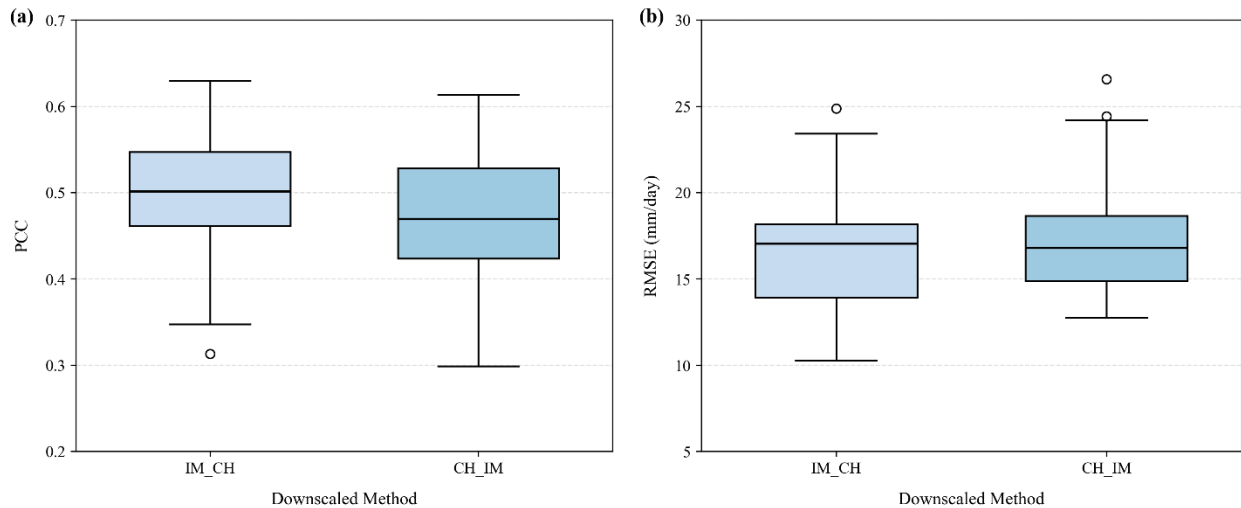 (a)
0.7
0.6
0.5
0.4
0.3
0.2
PCC
IM_CH
CH_IM
Downscaled Method
(b)
30
25
20
15
10
5
RMSE (mm/day)
IM_CH
CH_IM
Downscaled Method